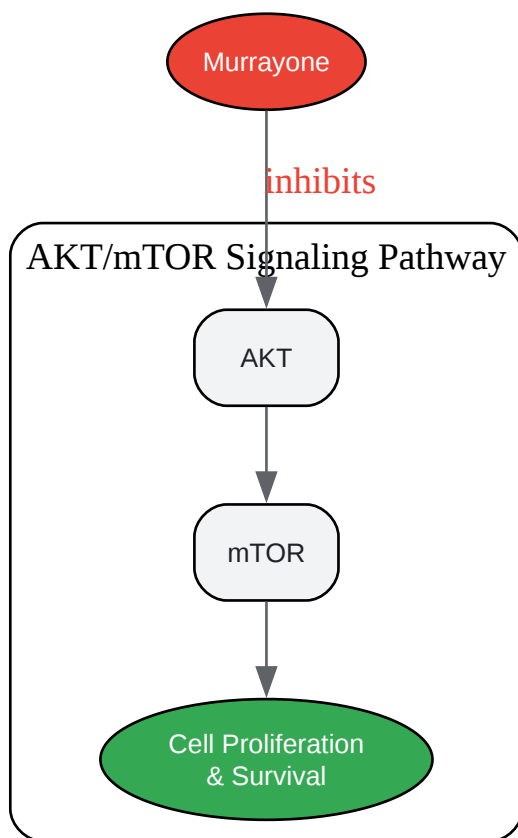 Murrayone
inhibits
AKT/mTOR Signaling Pathway
AKT
mTOR
Cell Proliferation
& Survival